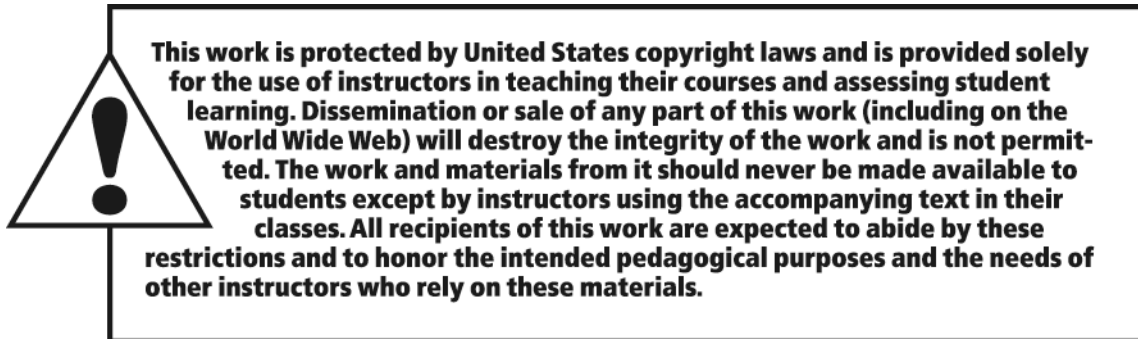 This work is protected by United States copyright laws and is provided solely
for the use of instructors in teaching their courses and assessing student
learning. Dissemination or sale of any part of this work (including on the
World Wide Web) will destroy the integrity of the work and is not permit-
ted. The work and materials from it should never be made available to
students except by instructors using the accompanying text in their
classes. All recipients of this work are expected to abide by these
restrictions and to honor the intended pedagogical purposes and the needs of
other instructors who rely on these materials.